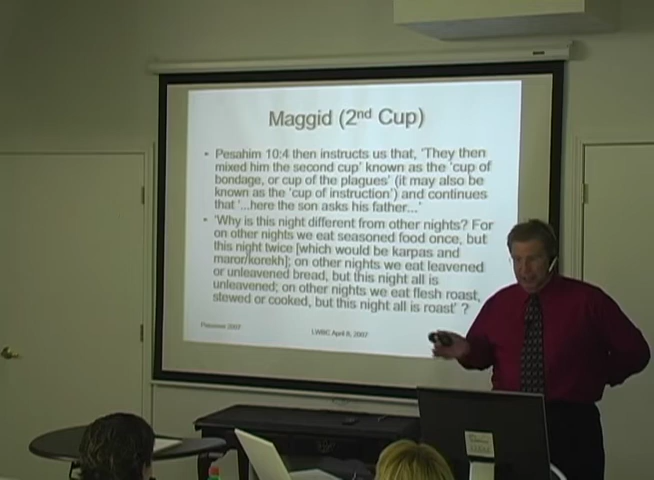 Maggid (2nd Cup)
• Pesahim 10:4 then instructs us that, 'They then
mixed him the second cup' known as the 'cup of
bondage, or cup of the plagues' (it may also be
known as the 'cup of instruction') and continues
that '...here the son asks his father...'
• 'Why is this night different from other nights? For
on other nights we eat seasoned food once, but
this night twice [which would be karpas and
maror/korekh]; on other nights we eat leavened
or unleavened bread, but this night all is
unleavened; on other nights we eat flesh roast,
stewed or cooked, but this night all is roast' ?
Passover 2007
LWBC April 8, 2007